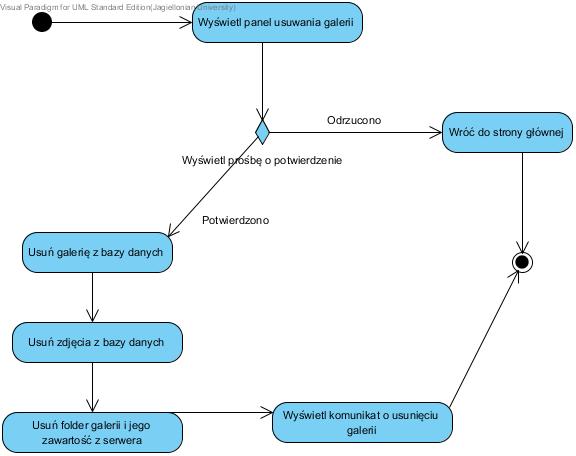 Visual Paradigm for UML Standard Edition(Jagiellonian University)
Wyświetl panel usuwania galerii
Odrzucono
Wróć do strony głównej
Wyświetl prośbę o potwierdzenie
Potwierdzono
Usuń galerię z bazy danych
Usuń zdjęcia z bazy danych
Usuń folder galerii i jego
zawartość z serwera
Wyświetl komunikat o usunięciu
galerii